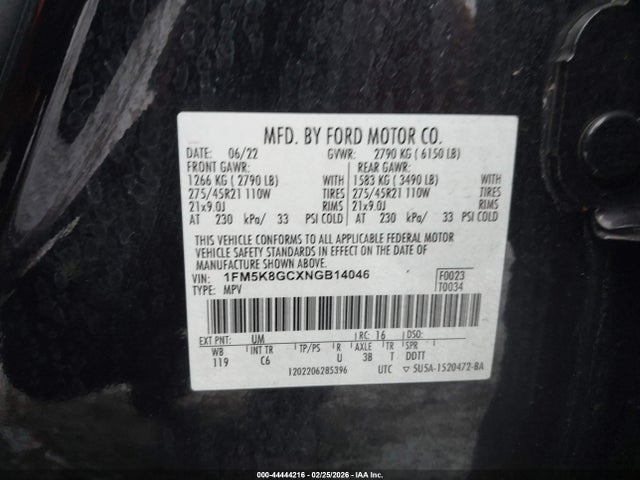 MFD. BY FORD MOTOR CO.
DATE: 06/22 GVWR: 2790 KG ( 6150 LB)
FRONT GAWR: REAR GAWR:
1266 KG ( 2790 LB) WITH 1583 KG ( 3490 LB) WITH
275/45R21 110W TIRES 275/45R21 110W TIRES
21x9.0J RIMS 21x9.0J RIMS
AT 230 kPa/ 33 PSI COLD AT 230 kPa/ 33 PSI COLD
THIS VEHICLE CONFORMS TO ALL APPLICABLE FEDERAL MOTOR
VEHICLE SAFETY STANDARDS IN EFFECT ON THE DATE OF
MANUFACTURE SHOWN ABOVE.
VIN: 1FM5K8GCXNGB14046 F0023
TYPE: MPV T0034
EXT PNT: UM RC: 16 DSO:
WB INT TR TP/PS R AXLE TR SPR
119 C6 U 3B T DDTT
1202206285396 UTC ▽ 5U5A-1520472-BA
000-44444216 - 02/25/2026 - IAA Inc.